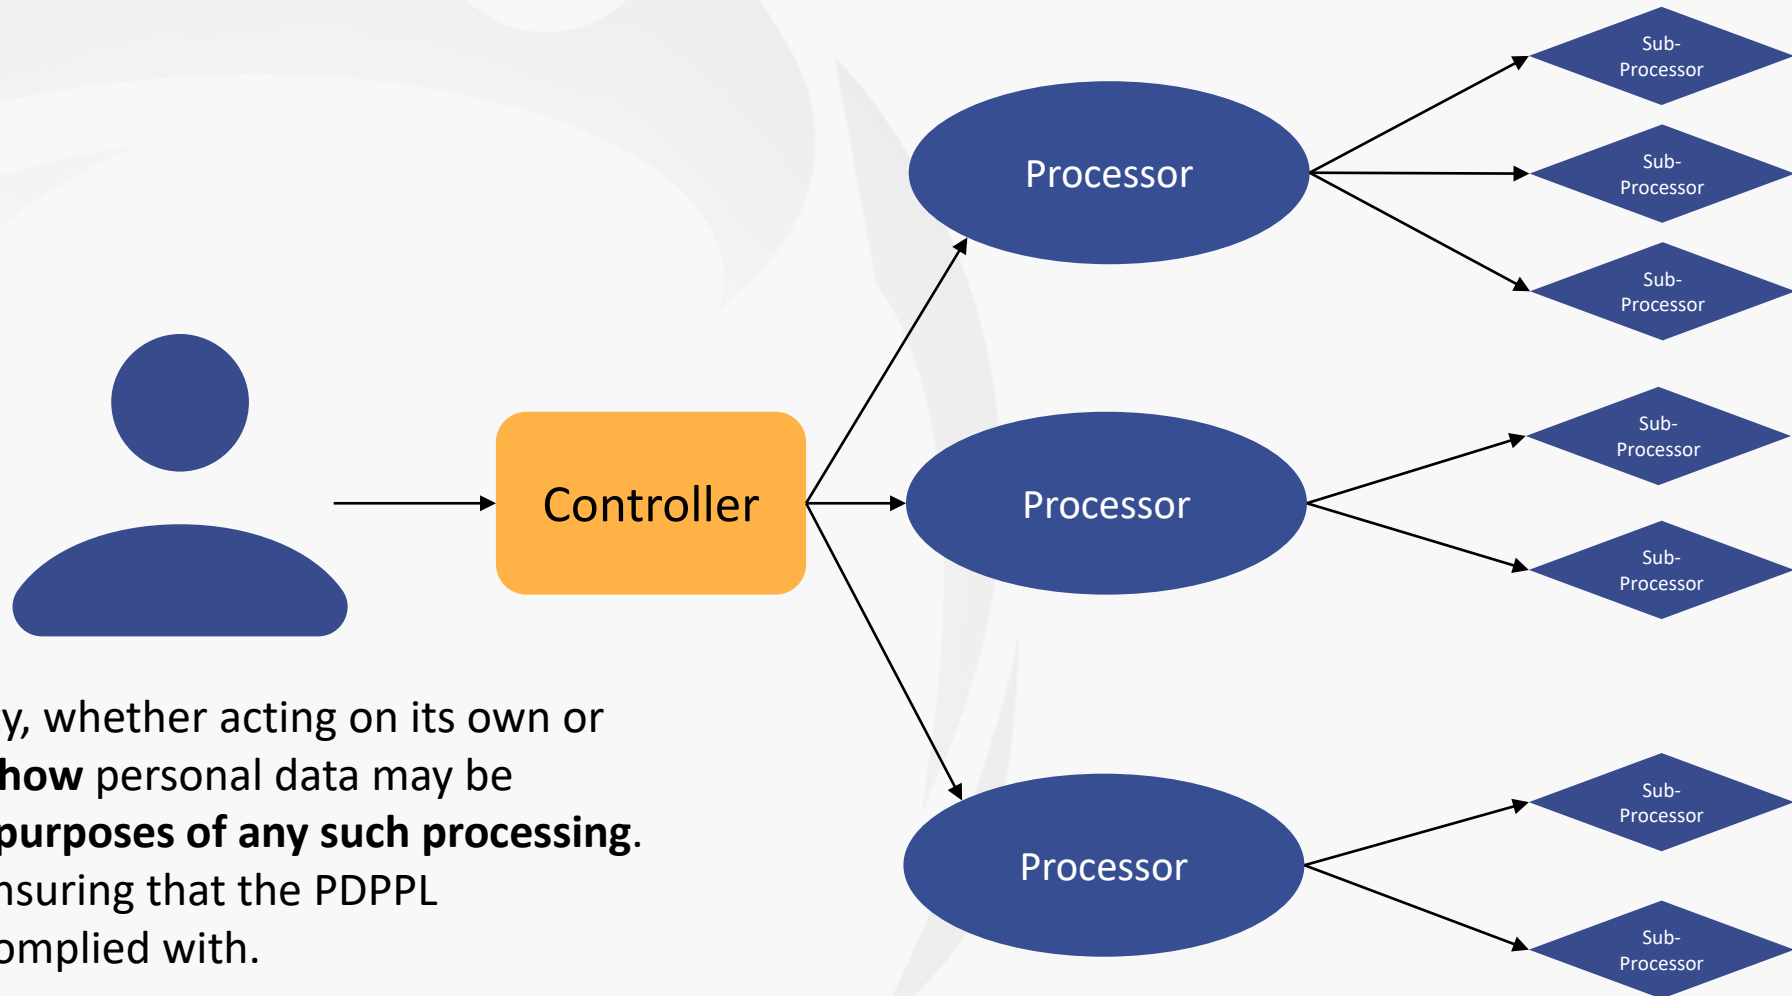 Sub-
Processor
Sub-
Processor
Sub-
Processor
Processor
Sub-
Processor
Sub-
Processor
Controller
Processor
Sub-
Processor
Sub-
Processor
Processor
ty, whether acting on its own or
how personal data may be
purposes of any such processing.
nsuring that the PDPPL
omplied with.